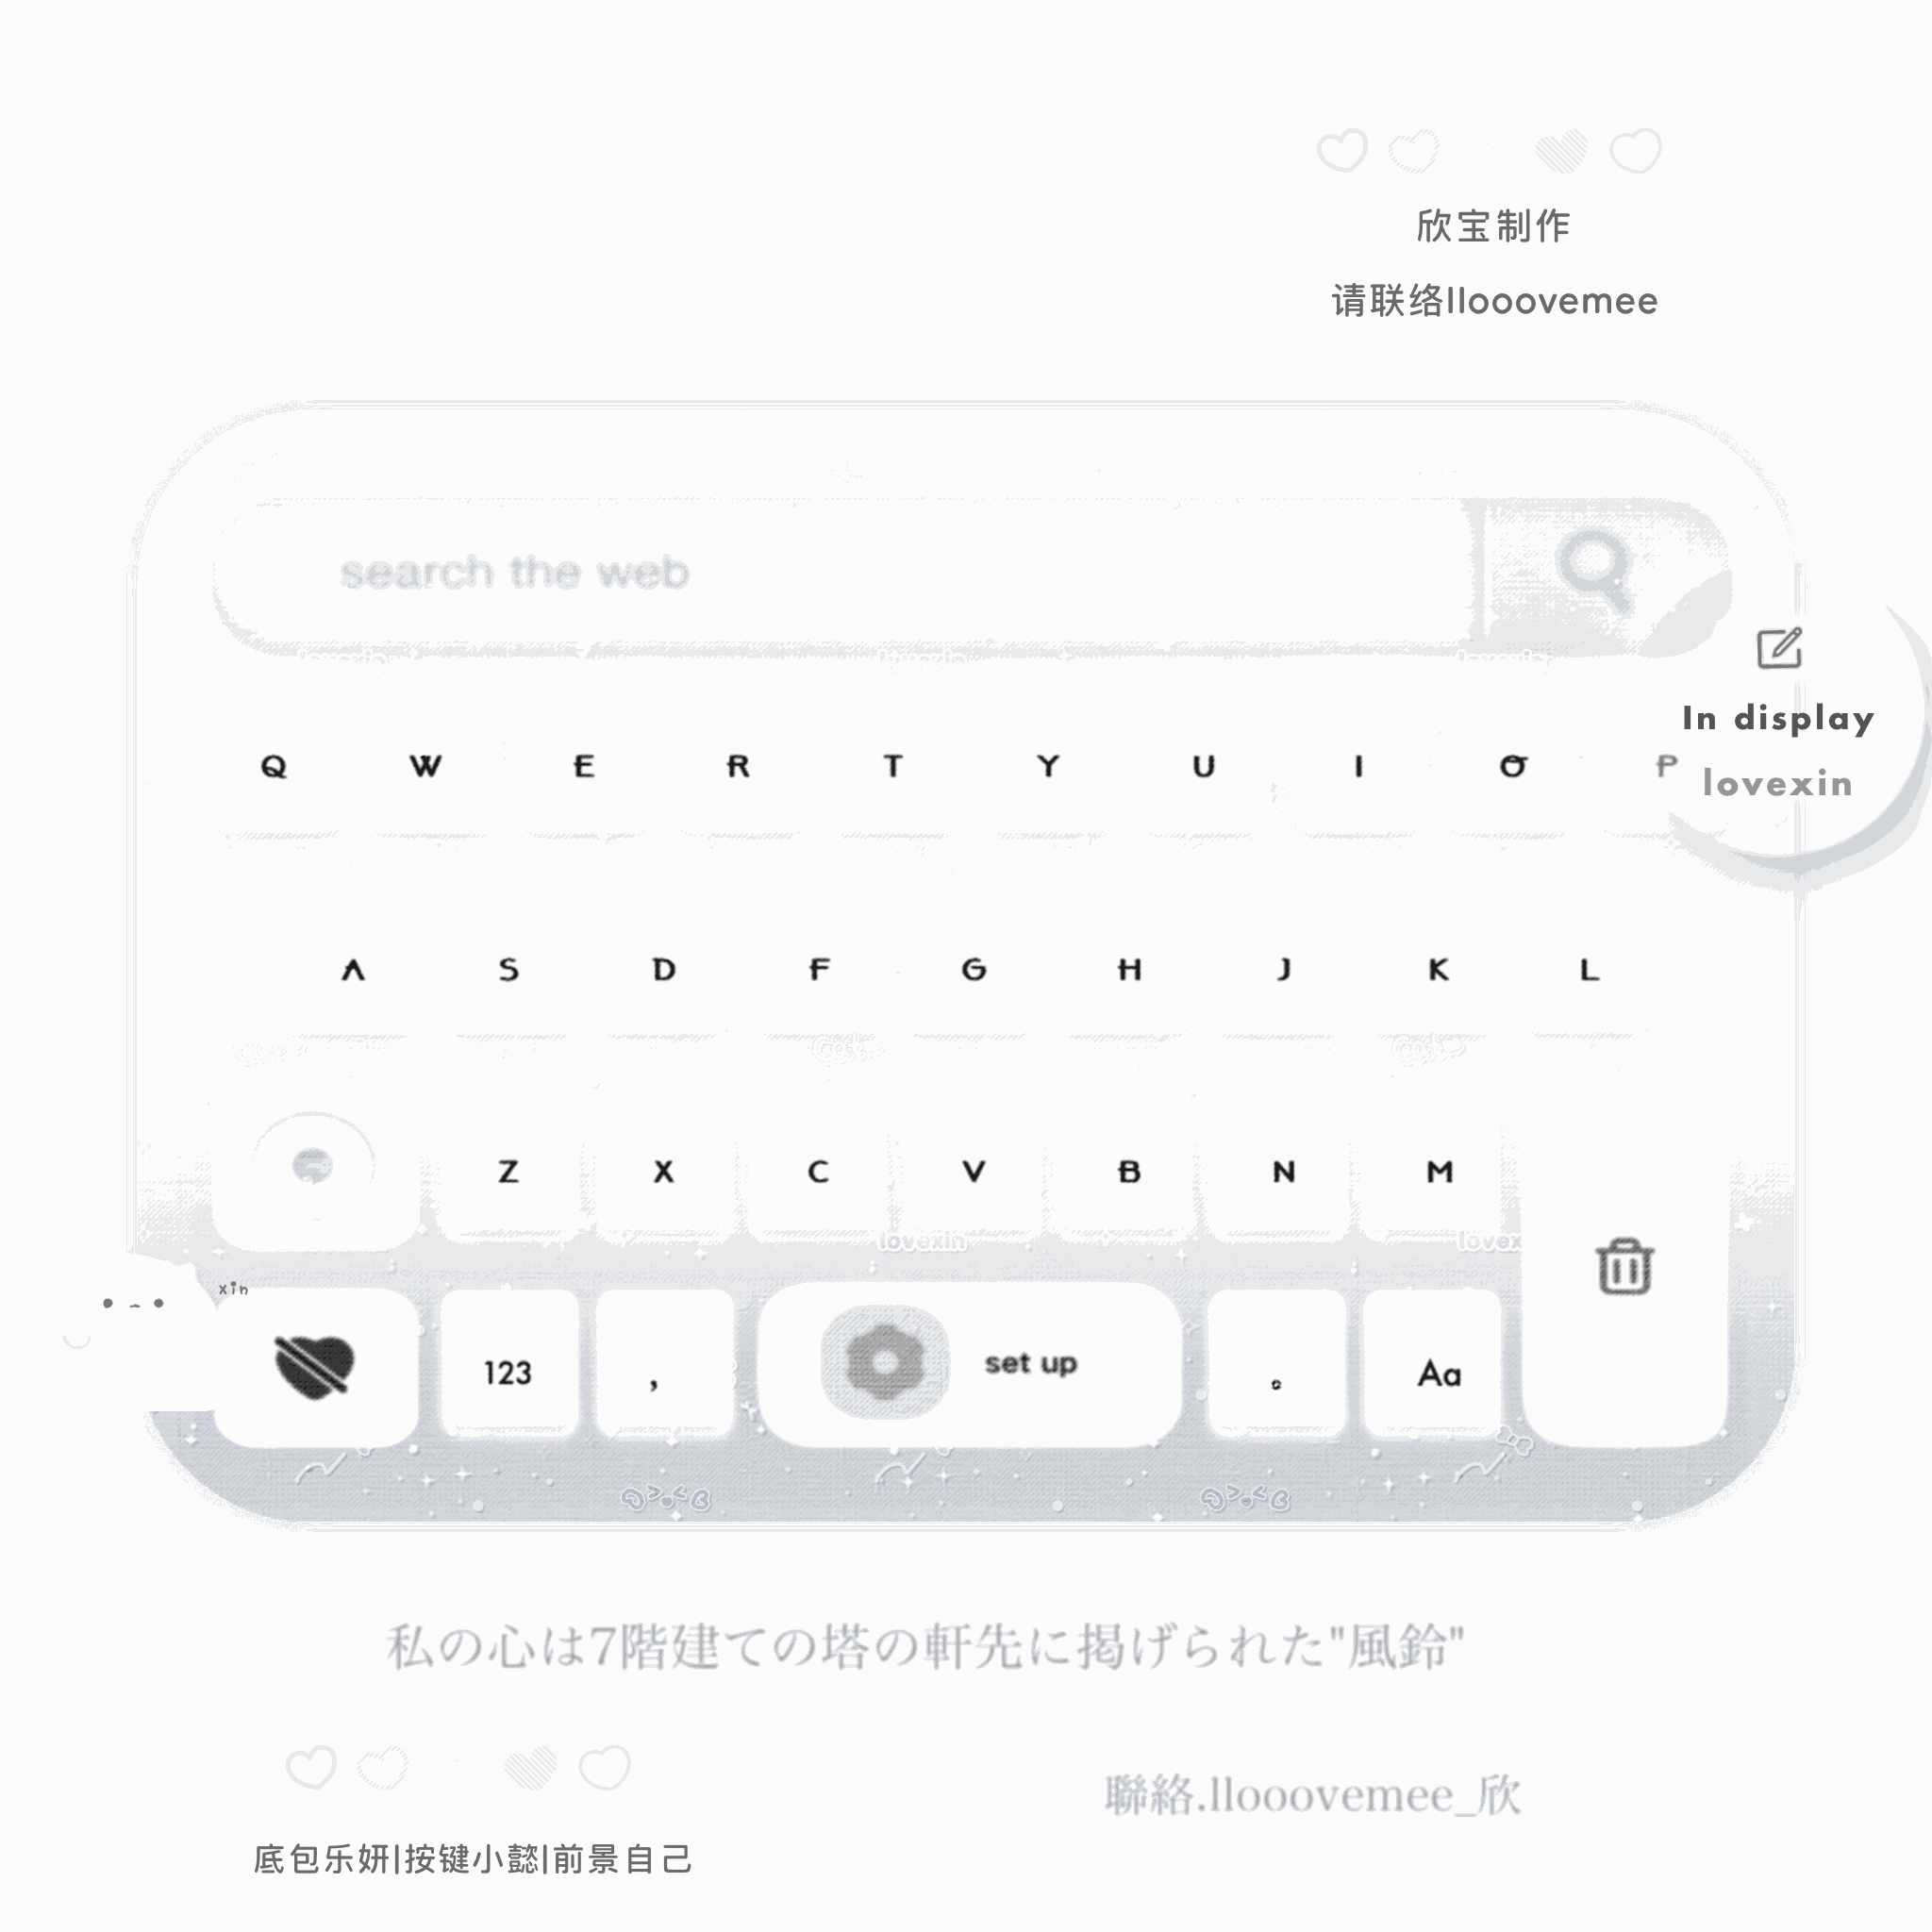 欣宝制作
请联络llooovemee
search the web
In display
lovexin
Q W E R T Y U I O P
A S D F G H J K L
Z X C V B N M
lovexin
lovex
xin
123 , set up 。 Aa
私の心は7階建ての塔の軒先に掲げられた"風鈴"
聯絡.llooovemee_欣
底包乐妍|按键小懿|前景自己